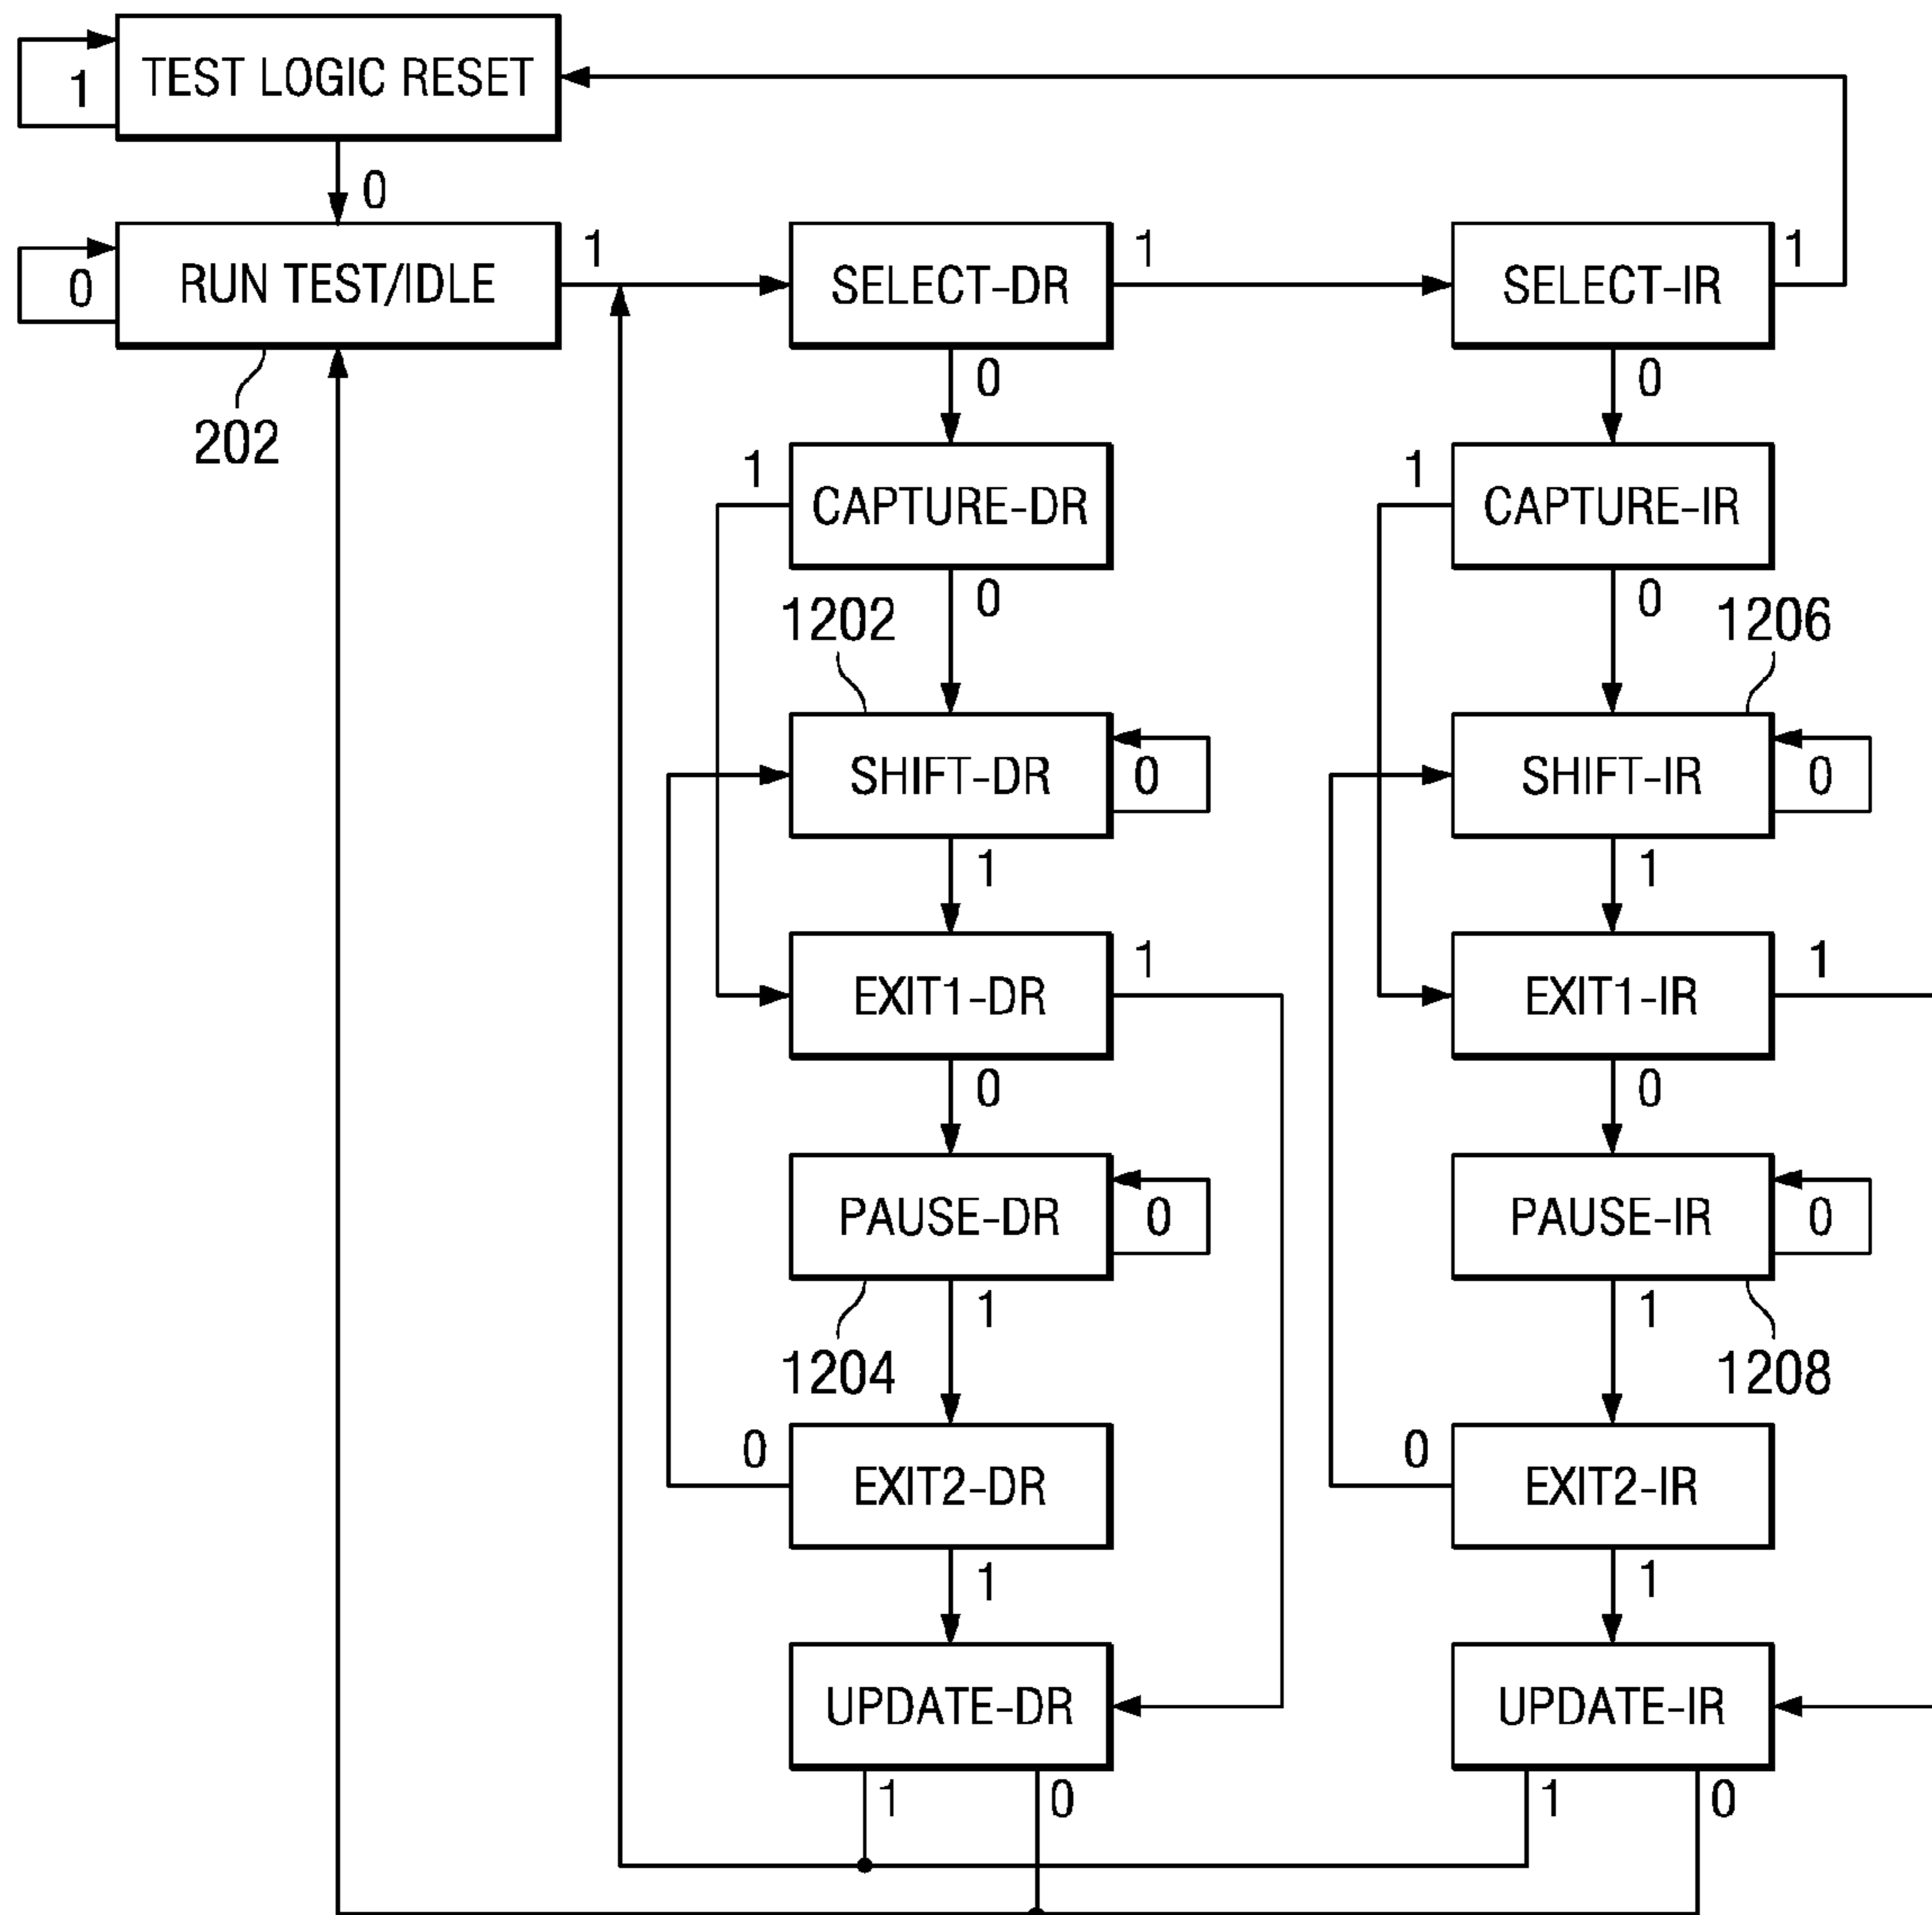 TEST LOGIC RESET
1
0
RUN TEST/IDLE
0
1
202
SELECT-DR
1
0
SELECT-IR
1
0
1
CAPTURE-DR
0
1
CAPTURE-IR
0
1202
SHIFT-DR
0
1
1206
SHIFT-IR
0
1
EXIT1-DR
1
0
EXIT1-IR
1
0
PAUSE-DR
0
1
1204
PAUSE-IR
0
1
1208
0
EXIT2-DR
1
0
EXIT2-IR
1
UPDATE-DR
1
0
UPDATE-IR
1
0